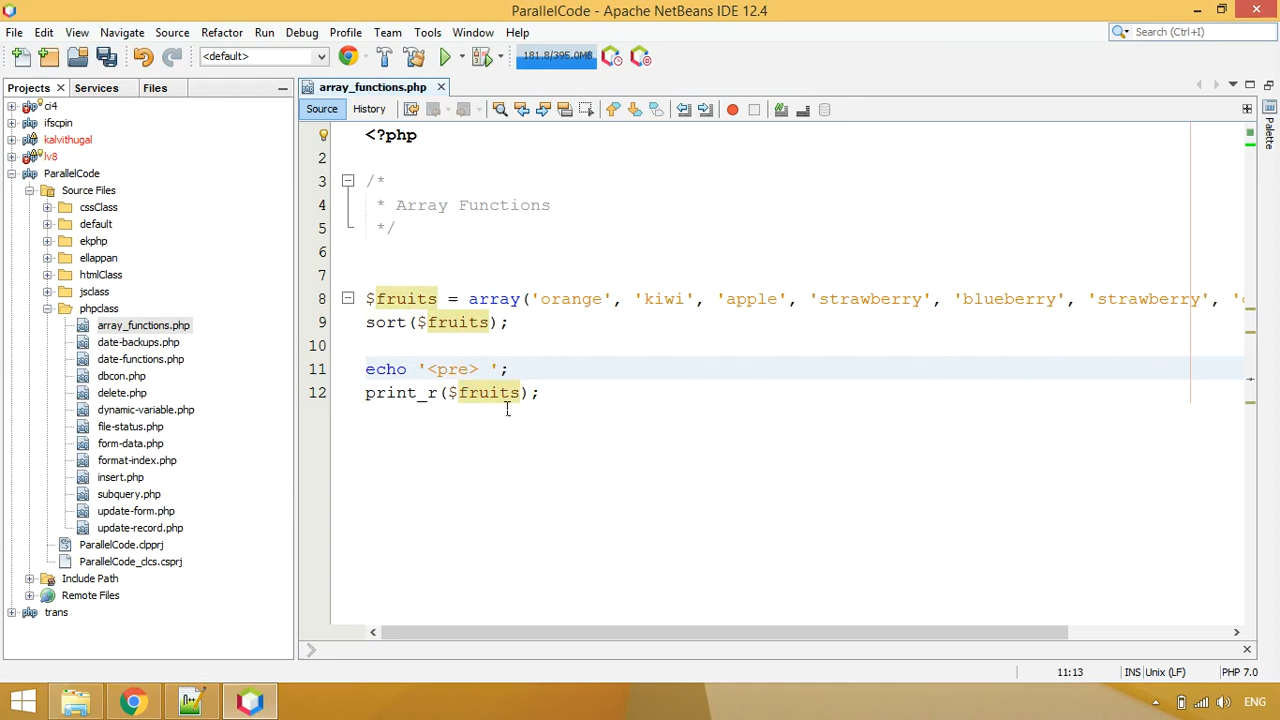 ParallelCode - Apache NetBeans IDE 12.4
File Edit View Navigate Source Refactor Run Debug Profile Team Tools Window Help
Search (Ctrl+I)
<default>
181.8/395.0MB
Projects Services Files
array_functions.php
Source History
ci4
ifscpin
kalvithugal
lv8
ParallelCode
Source Files
cssClass
default
ekphp
ellappan
htmlClass
jsclass
phpclass
array_functions.php
date-backups.php
date-functions.php
dbcon.php
delete.php
dynamic-variable.php
file-status.php
form-data.php
format-index.php
insert.php
subquery.php
update-form.php
update-record.php
ParallelCode.clpprj
ParallelCode_clcs.csprj
Include Path
Remote Files
trans
<?php
2
3 /*
4 * Array Functions
5 */
6
7
8 $fruits = array('orange', 'kiwi', 'apple', 'strawberry', 'blueberry', 'strawberry', '
9 sort($fruits);
10
11 echo '<pre> ';
12 print_r($fruits);
Palette
11:13 INS Unix (LF) PHP 7.0
ENG